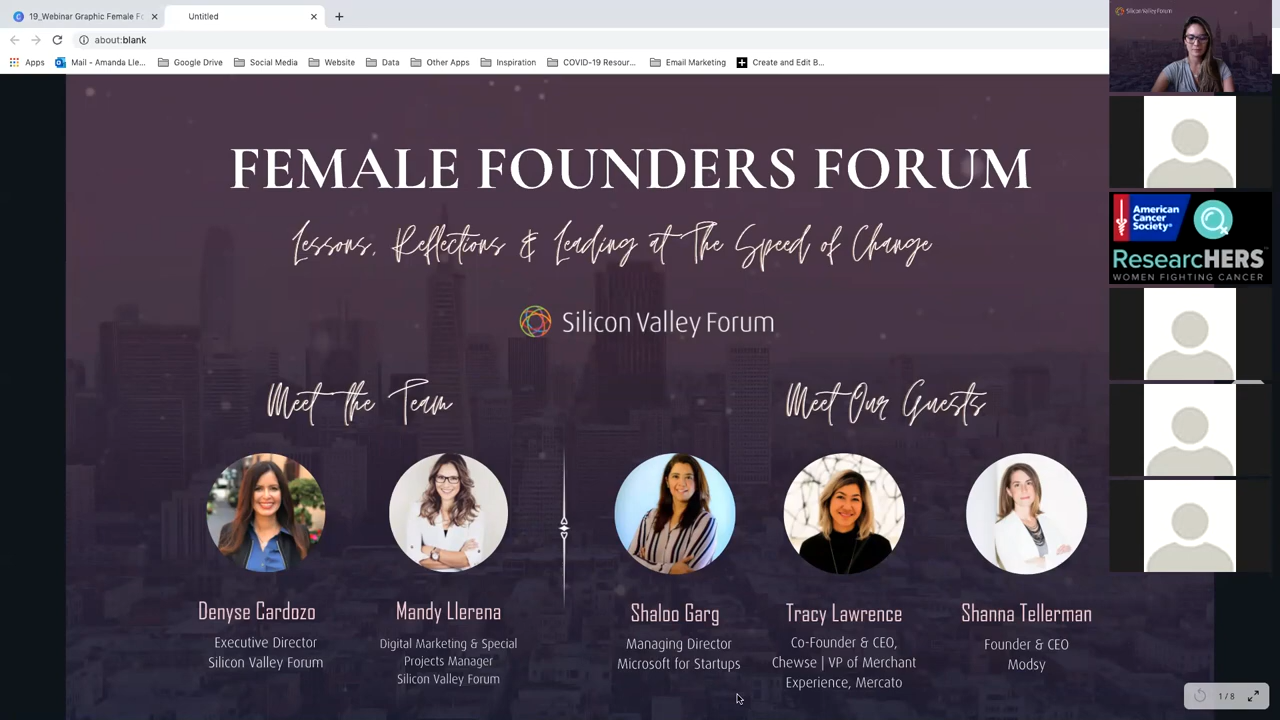 19_Webinar Graphic Female Fo
Untitled
about:blank
Apps
Mail - Amanda Lle...
Google Drive
Social Media
Website
Data
Other Apps
Inspiration
COVID-19 Resour...
Email Marketing
Create and Edit B...
Silicon Valley Forum
FEMALE FOUNDERS FORUM
Lessons, Reflections & Leading at The Speed of Change
Silicon Valley Forum
American
Cancer
Society®
ResearcHERS™
WOMEN FIGHTING CANCER
Meet the Team
Meet Our Guests
Denyse Cardozo
Executive Director
Silicon Valley Forum
Mandy Llerena
Digital Marketing & Special
Projects Manager
Silicon Valley Forum
Shaloo Garg
Managing Director
Microsoft for Startups
Tracy Lawrence
Co-Founder & CEO,
Chewse | VP of Merchant
Experience, Mercato
Shanna Tellerman
Founder & CEO
Modsy
1/8